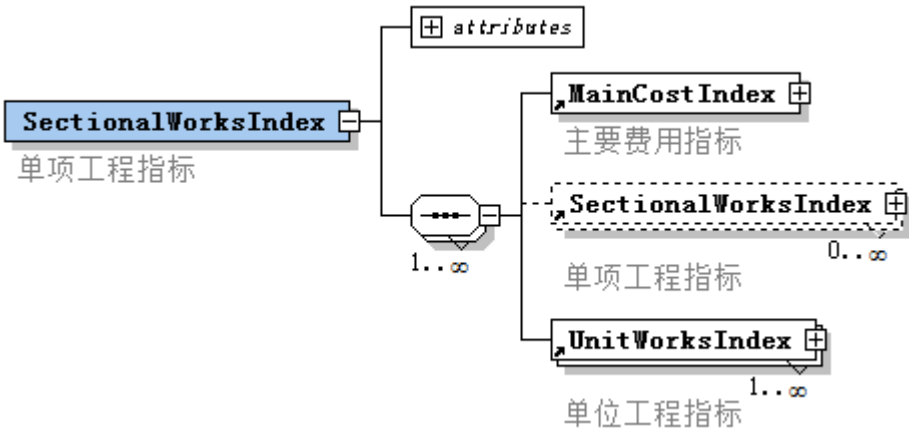 attributes
MainCostIndex
主要费用指标
SectionalWorksIndex
单项工程指标
1..∞
SectionalWorksIndex
0..∞
单项工程指标
UnitWorksIndex
1..∞
单位工程指标